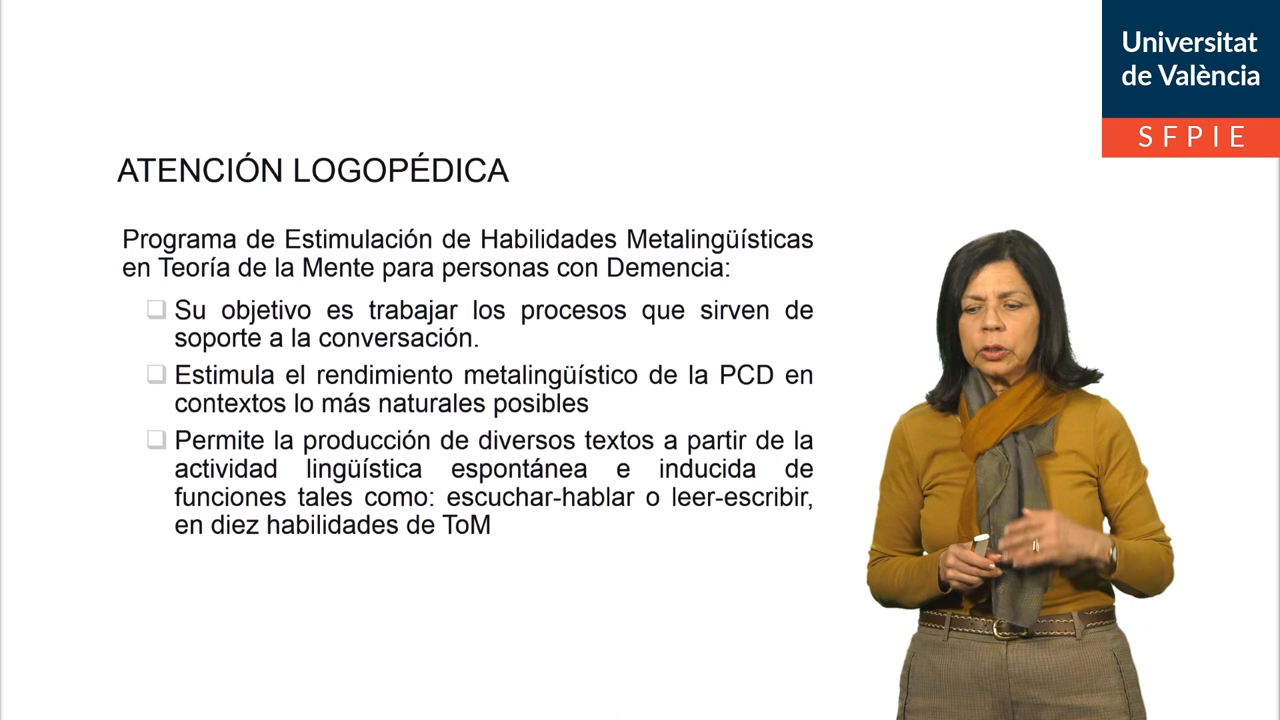 Universitat
de València
SFPIE
ATENCIÓN LOGOPÉDICA
Programa de Estimulación de Habilidades Metalingüísticas
en Teoría de la Mente para personas con Demencia:
Su objetivo es trabajar los procesos que sirven de
soporte a la conversación.
Estimula el rendimiento metalingüístico de la PCD en
contextos lo más naturales posibles
Permite la producción de diversos textos a partir de la
actividad lingüística espontánea e inducida de
funciones tales como: escuchar-hablar o leer-escribir,
en diez habilidades de ToM